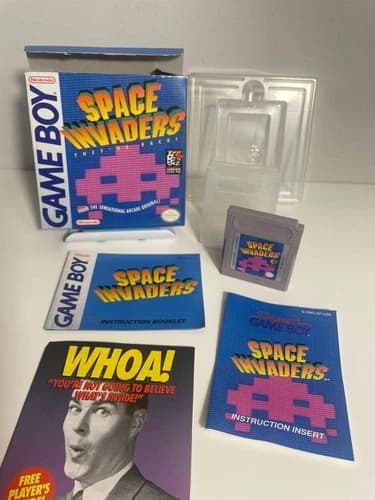 Nintendo
GAME BOY
SPACE
INVADERS
THEY'RE BACK!
FROM THE SENSATIONAL ARCADE ORIGINAL!
Nintendo
SPACE
INVADERS
GAME BOY
SPACE
INVADERS
INSTRUCTION BOOKLET
GAME BOY
SPACE
INVADERS
INSTRUCTION INSERT
WHOA!
"YOU'RE NOT GOING TO BELIEVE
WHAT'S INSIDE!"
FREE
PLAYER'S